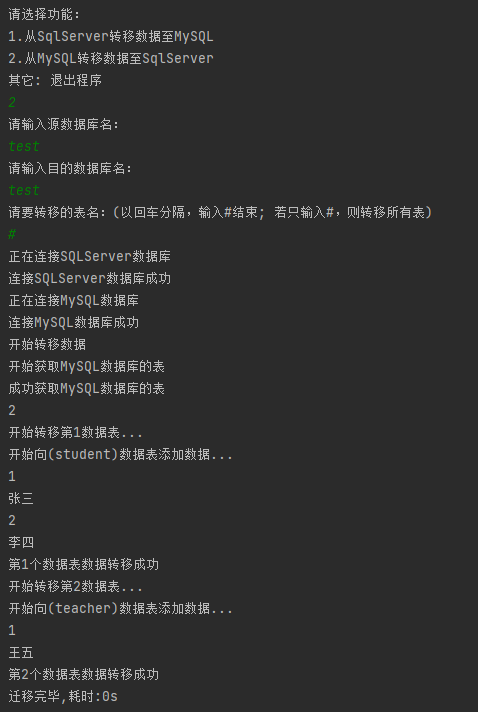 请选择功能:
1.从SqlServer转移数据至MySQL
2.从MySQL转移数据至SqlServer
其它: 退出程序
2
请输入源数据库名:
test
请输入目的数据库名:
test
请要转移的表名: (以回车分隔, 输入#结束; 若只输入#, 则转移所有表)
#
正在连接SQLServer数据库
连接SQLServer数据库成功
正在连接MySQL数据库
连接MySQL数据库成功
开始转移数据
开始获取MySQL数据库的表
成功获取MySQL数据库的表
2
开始转移第1数据表...
开始向(student)数据表添加数据...
1
张三
2
李四
第1个数据表数据转移成功
开始转移第2数据表...
开始向(teacher)数据表添加数据...
1
王五
第2个数据表数据转移成功
迁移完毕,耗时:0s